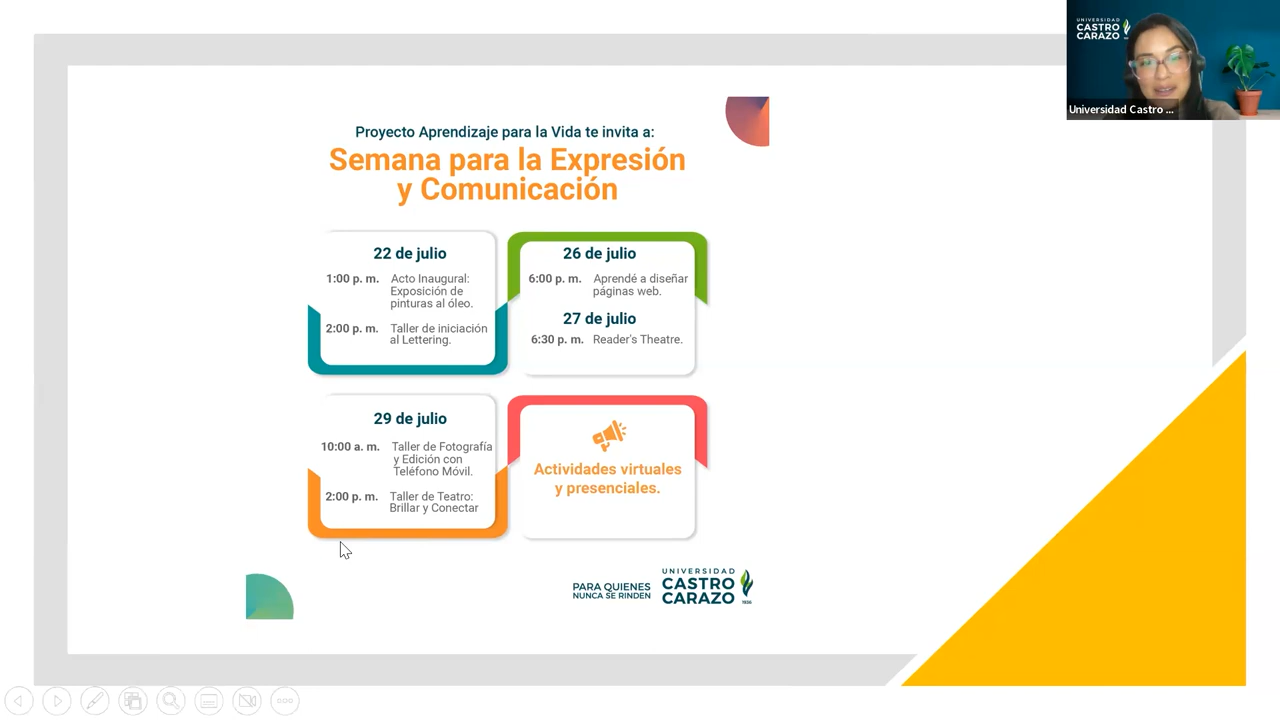 Proyecto Aprendizaje para la Vida te invita a:
Semana para la Expresión
y Comunicación
22 de julio
1:00 p. m. Acto Inaugural:
Exposición de
pinturas al óleo.
2:00 p. m. Taller de iniciación
al Lettering.
26 de julio
6:00 p. m. Aprendé a diseñar
páginas web.
27 de julio
6:30 p. m. Reader's Theatre.
29 de julio
10:00 a. m. Taller de Fotografía
y Edición con
Teléfono Móvil.
2:00 p. m. Taller de Teatro:
Brillar y Conectar
Actividades virtuales
y presenciales.
PARA QUIENES
NUNCA SE RINDEN
UNIVERSIDAD
CASTRO
CARAZO
1936
UNIVERSIDAD
CASTRO
CARAZO
Universidad Castro ...